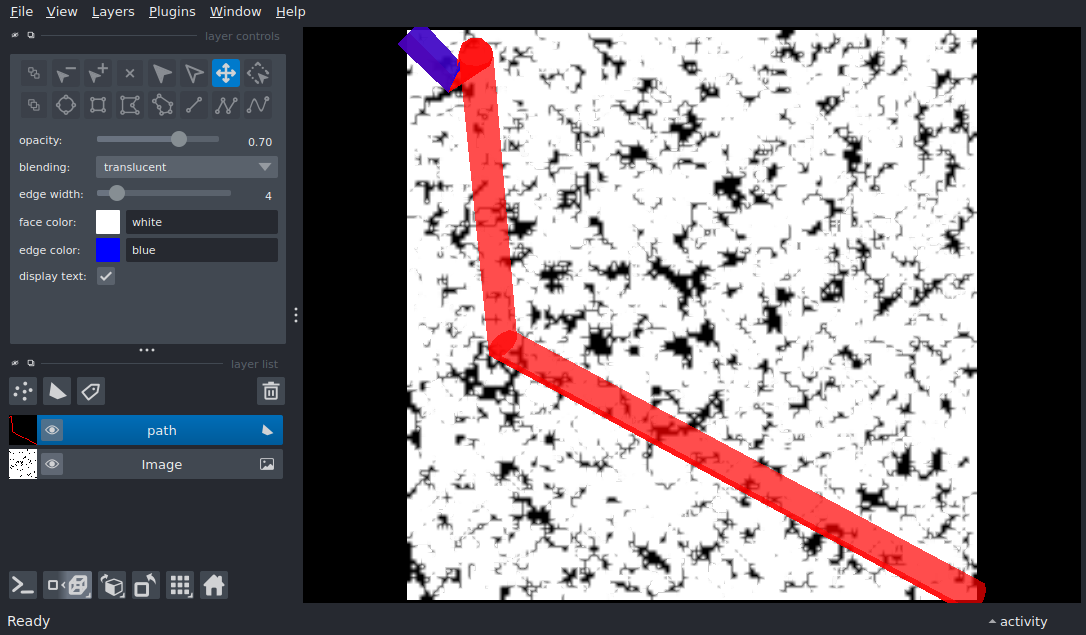 File View Layers Plugins Window Help
layer controls
opacity: 0.70
blending: translucent
edge width: 4
face color: white
edge color: blue
display text:
layer list
path
Image
Ready
activity